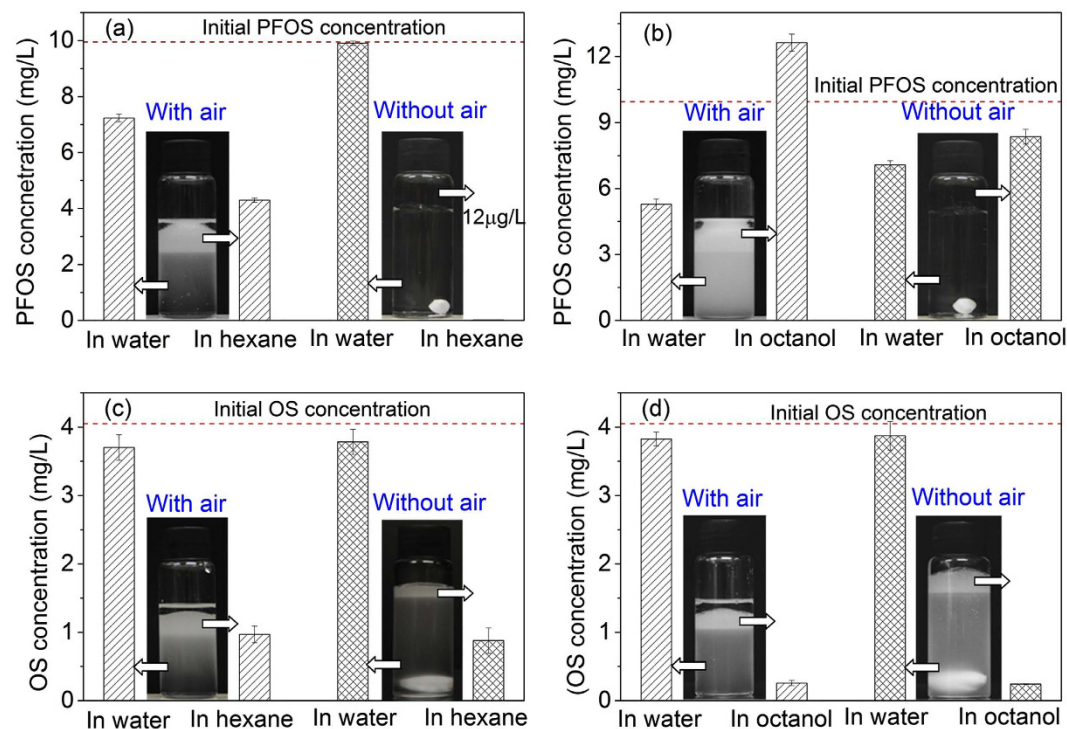 (a)
Initial PFOS concentration
PFOS concnetration (mg/L)
10
8
6
4
2
0
With air
Without air
12μg/L
In water In hexane In water In hexane
(b)
Initial PFOS concentration
PFOS concentration (mg/L)
12
9
6
3
0
With air
Without air
In water In octanol In water In octanol
(c)
Initial OS concentration
OS concentration (mg/L)
4
3
2
1
0
With air
Without air
In water In hexane In water In hexane
(d)
Initial OS concentration
(OS concentration (mg/L)
4
3
2
1
0
With air
Without air
In water In octanol In water In octanol